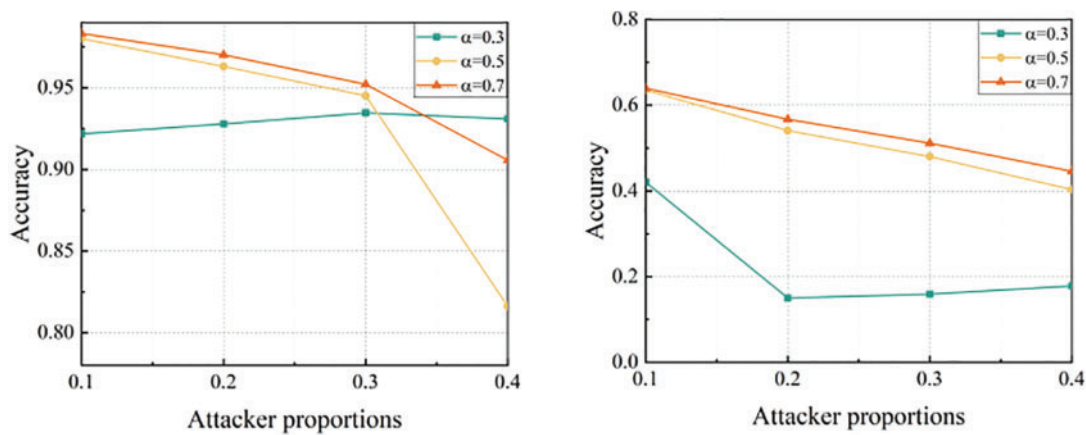 α=0.3
α=0.5
α=0.7
0.95
0.90
0.85
0.80
Accuracy
0.1
0.2
0.3
0.4
Attacker proportions
α=0.3
α=0.5
α=0.7
0.8
0.6
0.4
0.2
0.0
Accuracy
0.1
0.2
0.3
0.4
Attacker proportions